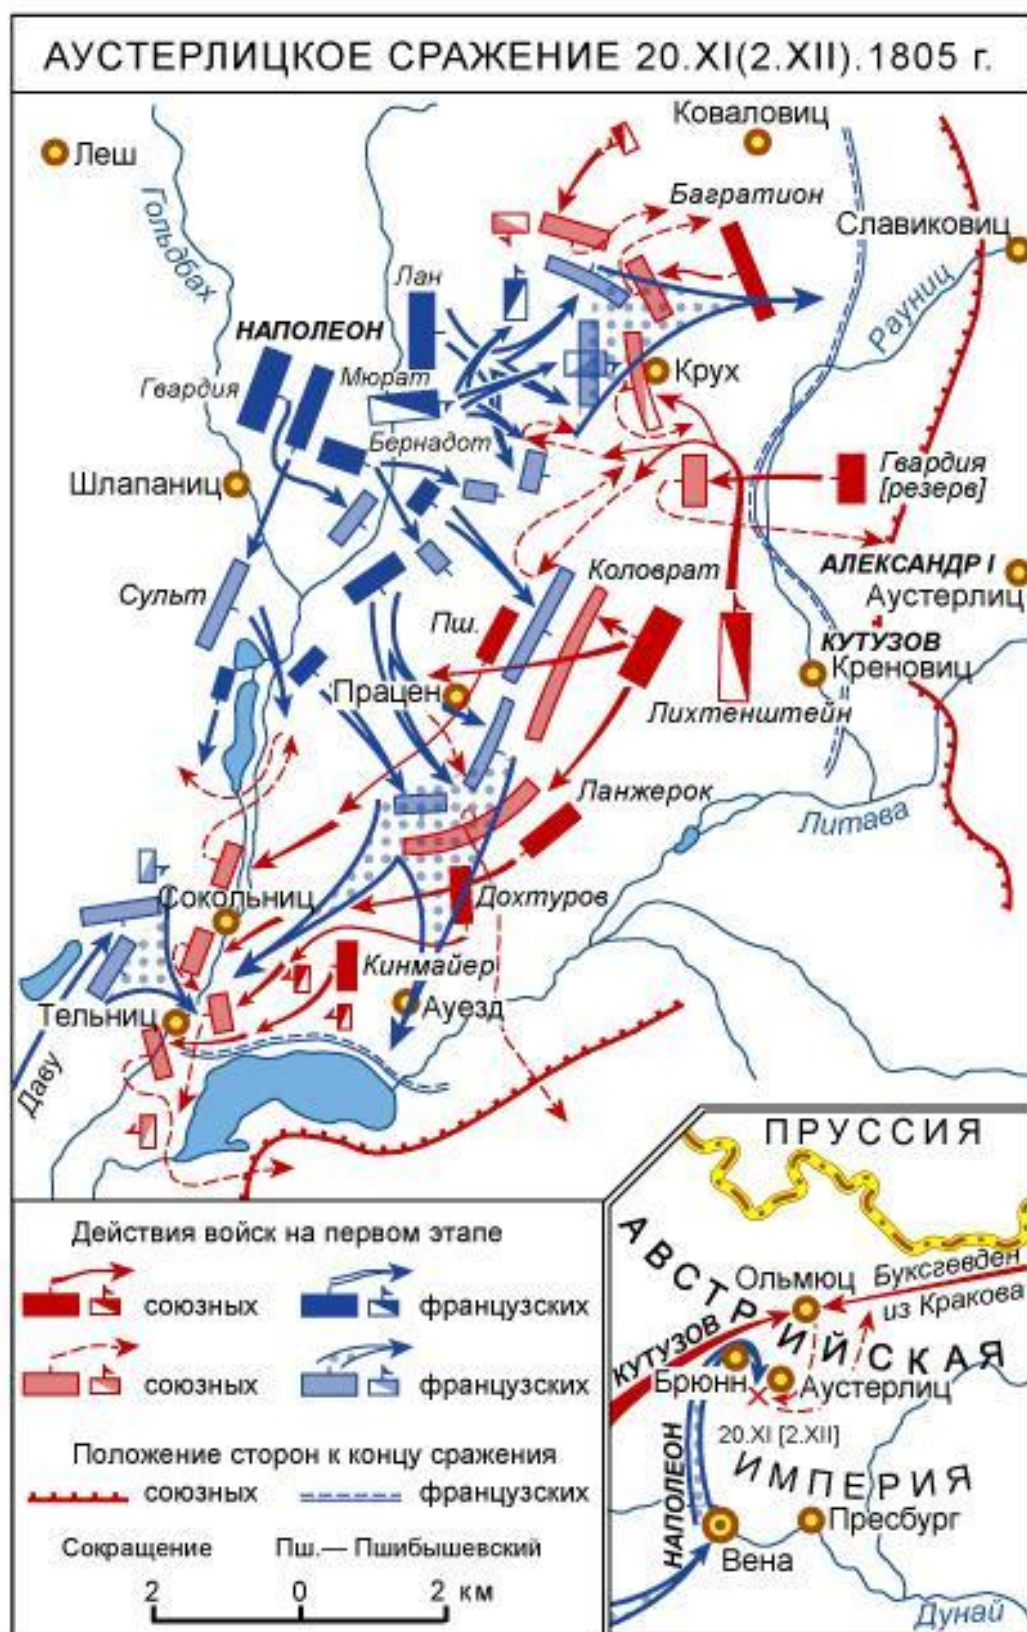 АУСТЕРЛИЦКОЕ СРАЖЕНИЕ 20.XI(2.XII).1805 г.
Коваловиц
Леш
Багратион
Гольдбах
Славиковиц
Лан
Рауниц
НАПОЛЕОН
Гвардия
Мюрат
Крух
Бернадот
Шлапаниц
Гвардия
[резерв]
АЛЕКСАНДР I
Аустерлиц
Сульт
Коловрат
Пш.
КУТУЗОВ
Креновиц
Працен
Лихтенштейн
Ланжерок
Литава
Сокольниц
Дохтуров
Кинмайер
Ауезд
Тельниц
Даву
Действия войск на первом этапе
союзных
французских
союзных
французских
Положение сторон к концу сражения
союзных
французских
Сокращение
Пш.— Пшибышевский
2 0 2 км
ПРУССИЯ
АВСТРИЙСКАЯ
Ольмюц
Буксгевден
из Кракова
КУТУЗОВ
Брюнн
Аустерлиц
20.XI [2.XII]
НАПОЛЕОН
ИМПЕРИЯ
Пресбург
Вена
Дунай